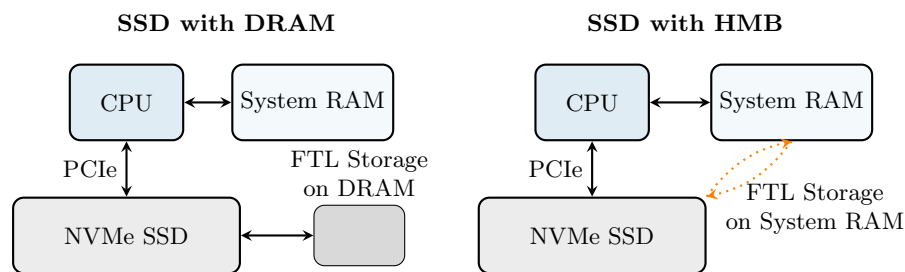 SSD with DRAM
CPU
System RAM
PCIe
FTL Storage
on DRAM
NVMe SSD
SSD with HMB
CPU
System RAM
PCIe
FTL Storage
on System RAM
NVMe SSD